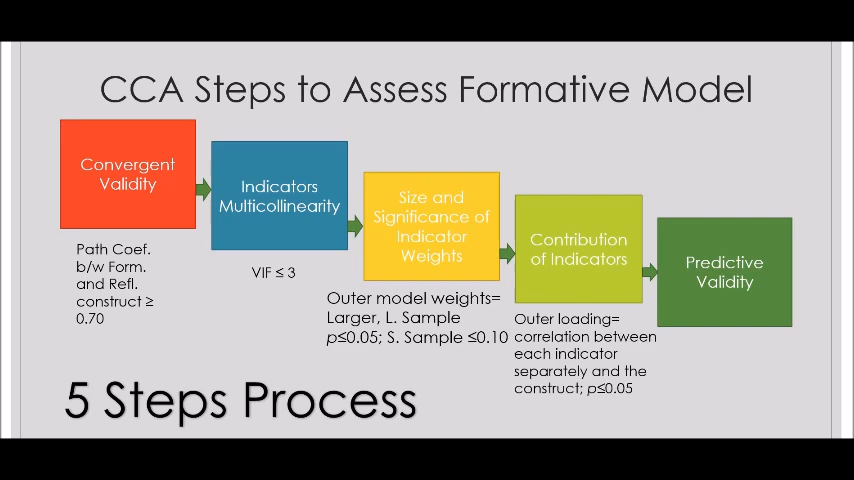 CCA Steps to Assess Formative Model
Convergent
Validity
Path Coef.
b/w Form.
and Refl.
construct ≥
0.70
Indicators
Multicollinearity
VIF ≤ 3
Size and
Significance of
Indicator
Weights
Outer model weights=
Larger, L. Sample
p≤0.05; S. Sample ≤0.10
Contribution
of Indicators
Outer loading=
correlation between
each indicator
separately and the
construct; p≤0.05
Predictive
Validity
5 Steps Process